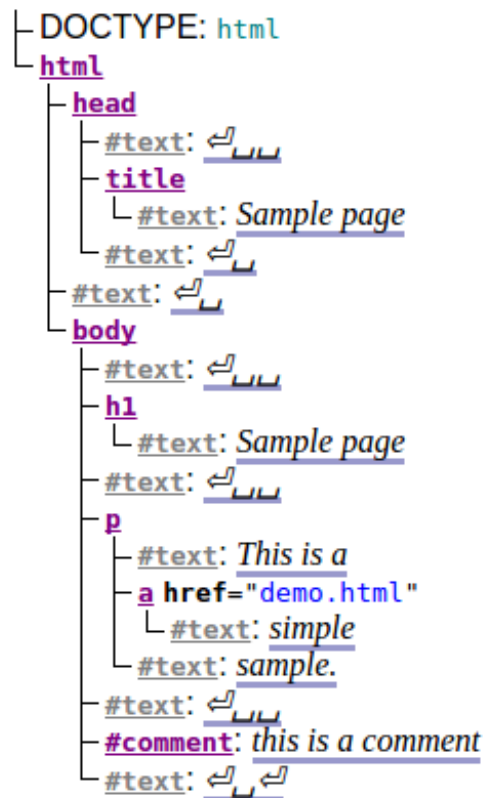 DOCTYPE: html
html
head
#text: ⏎␣␣
title
#text: Sample page
#text: ⏎␣
#text: ⏎␣
body
#text: ⏎␣␣
h1
#text: Sample page
#text: ⏎␣␣
p
#text: This is a
a href="demo.html"
#text: simple
#text: sample.
#text: ⏎␣␣
#comment: this is a comment
#text: ⏎␣⏎